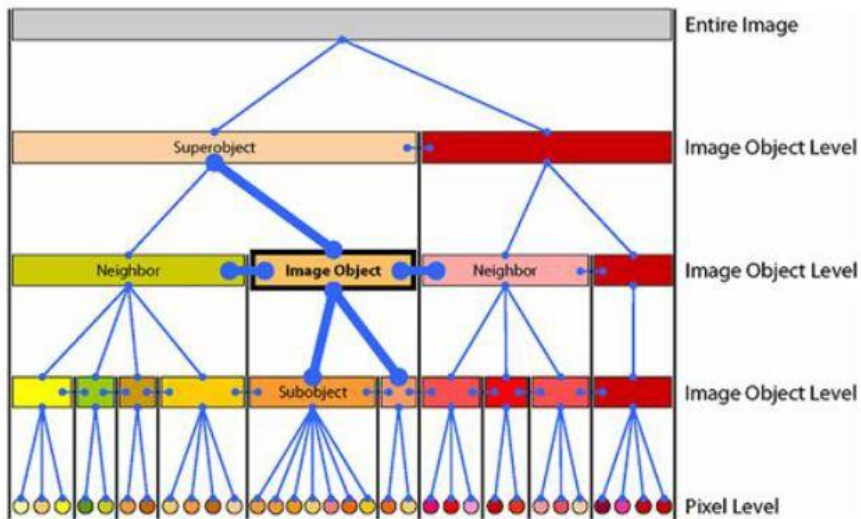 Entire Image
Superobject
Image Object Level
Neighbor
Image Object
Neighbor
Image Object Level
Subobject
Image Object Level
Pixel Level